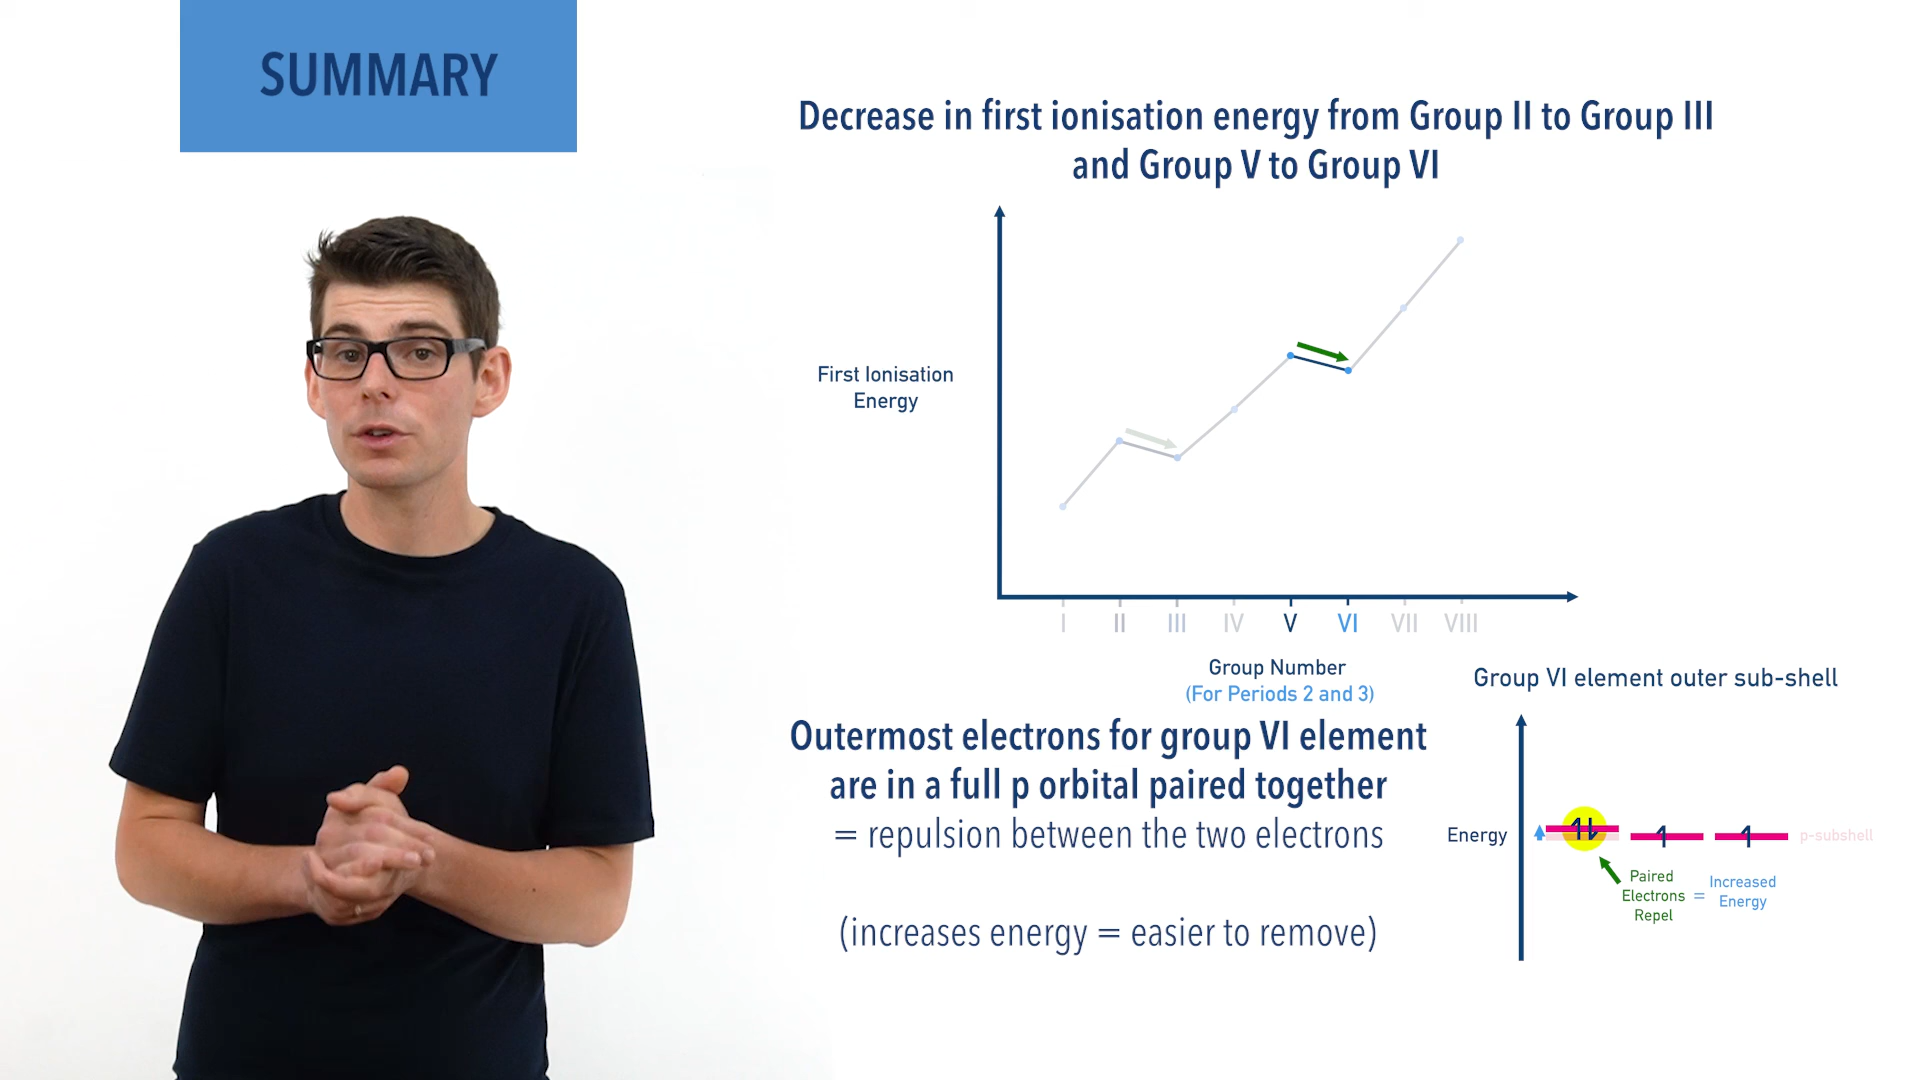 SUMMARY
Decrease in first ionisation energy from Group II to Group III
and Group V to Group VI
First Ionisation
Energy
I II III IV V VI VII VIII
Group Number
(For Periods 2 and 3)
Outermost electrons for group VI element
are in a full p orbital paired together
= repulsion between the two electrons
(increases energy = easier to remove)
Group VI element outer sub-shell
Energy
p-subshell
Paired
Electrons
Repel
=
Increased
Energy